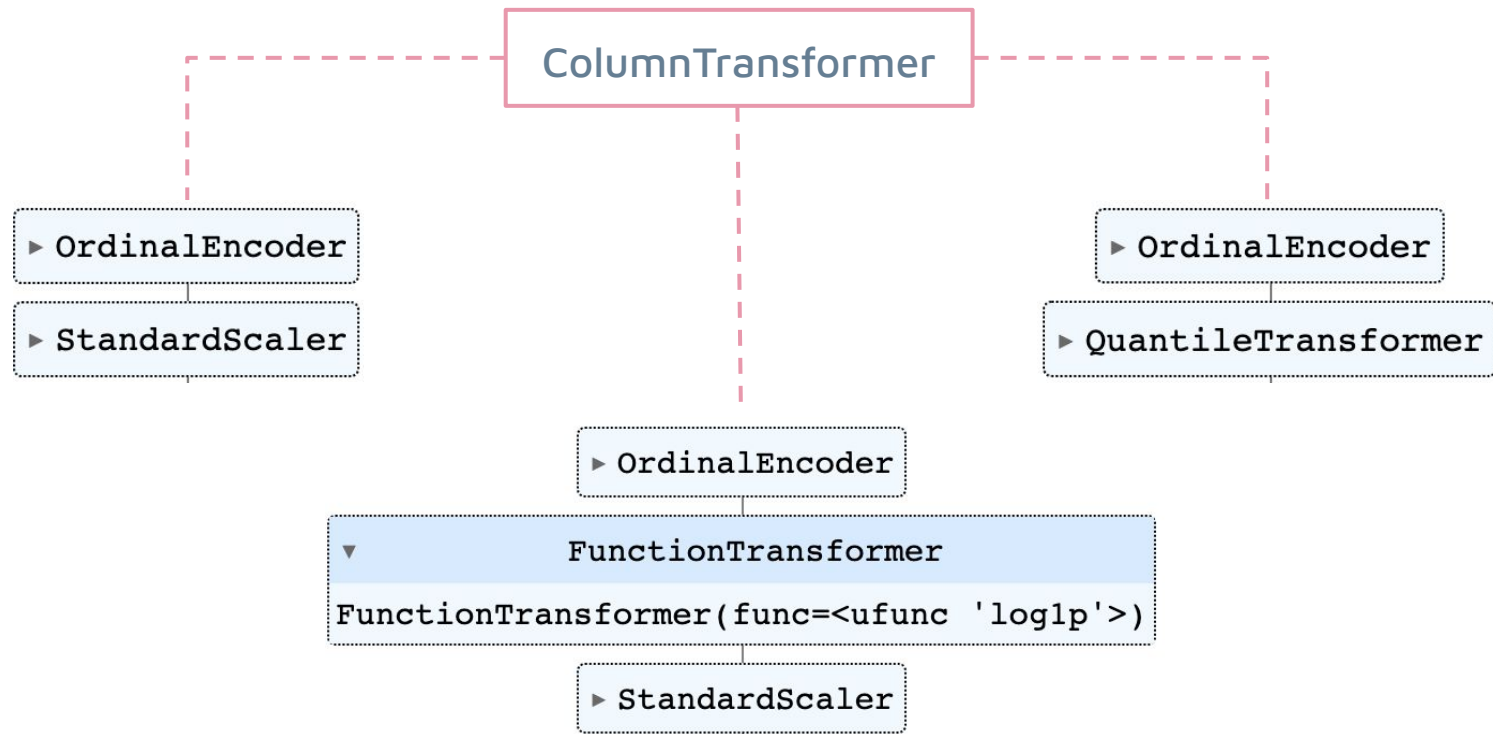 ColumnTransformer
OrdinalEncoder
StandardScaler
OrdinalEncoder
QuantileTransformer
OrdinalEncoder
FunctionTransformer
FunctionTransformer(func=<ufunc 'log1p'>)
StandardScaler